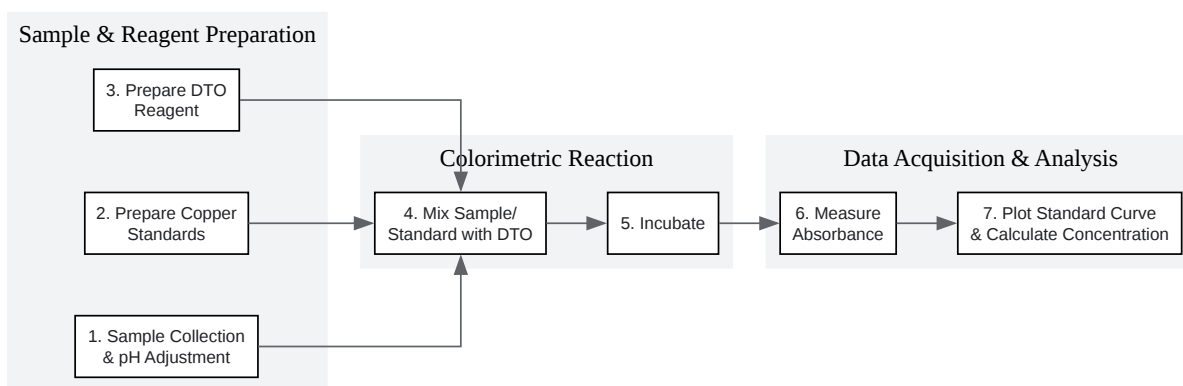 Sample & Reagent Preparation
3. Prepare DTO
Reagent
2. Prepare Copper
Standards
1. Sample Collection
& pH Adjustment
Colorimetric Reaction
4. Mix Sample/
Standard with DTO
5. Incubate
Data Acquisition & Analysis
6. Measure
Absorbance
7. Plot Standard Curve
& Calculate Concentration